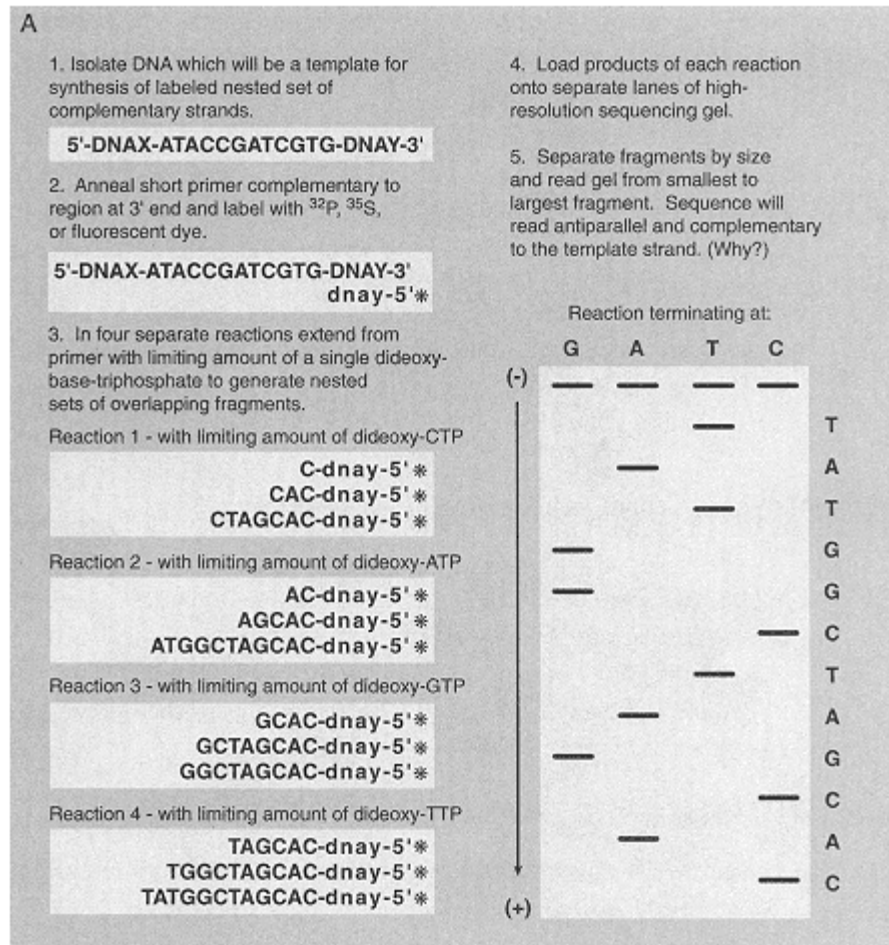 A
1. Isolate DNA which will be a template for
synthesis of labeled nested set of
complementary strands.
5'-DNAX-ATACCGATCGTG-DNAY-3'
2. Anneal short primer complementary to
region at 3' end and label with ³²P, ³⁵S,
or fluorescent dye.
5'-DNAX-ATACCGATCGTG-DNAY-3'
dnay-5'*
3. In four separate reactions extend from
primer with limiting amount of a single dideoxy-
base-triphosphate to generate nested
sets of overlapping fragments.
Reaction 1 - with limiting amount of dideoxy-CTP
C-dnay-5'*
CAC-dnay-5'*
CTAGCAC-dnay-5'*
Reaction 2 - with limiting amount of dideoxy-ATP
AC-dnay-5'*
AGCAC-dnay-5'*
ATGGCTAGCAC-dnay-5'*
Reaction 3 - with limiting amount of dideoxy-GTP
GCAC-dnay-5'*
GCTAGCAC-dnay-5'*
GGCTAGCAC-dnay-5'*
Reaction 4 - with limiting amount of dideoxy-TTP
TAGCAC-dnay-5'*
TGGCTAGCAC-dnay-5'*
TATGGCTAGCAC-dnay-5'*
4. Load products of each reaction
onto separate lanes of high-
resolution sequencing gel.
5. Separate fragments by size
and read gel from smallest to
largest fragment. Sequence will
read antiparallel and complementary
to the template strand. (Why?)
Reaction terminating at:
G A T C
(-)
T
A
T
G
G
C
T
A
G
C
A
C
(+)